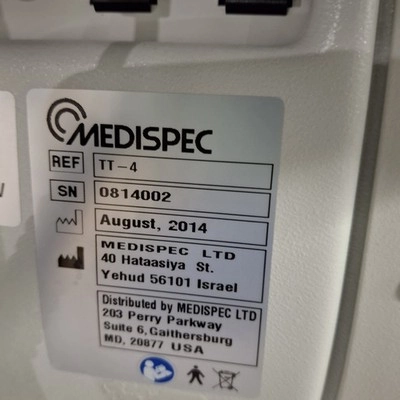 MEDISPEC
REF TT-4
SN 0814002
August, 2014
MEDISPEC LTD
40 Hataasiya St.
Yehud 56101 Israel
Distributed by MEDISPEC LTD
203 Perry Parkway
Suite 6, Gaithersburg
MD, 20877 USA